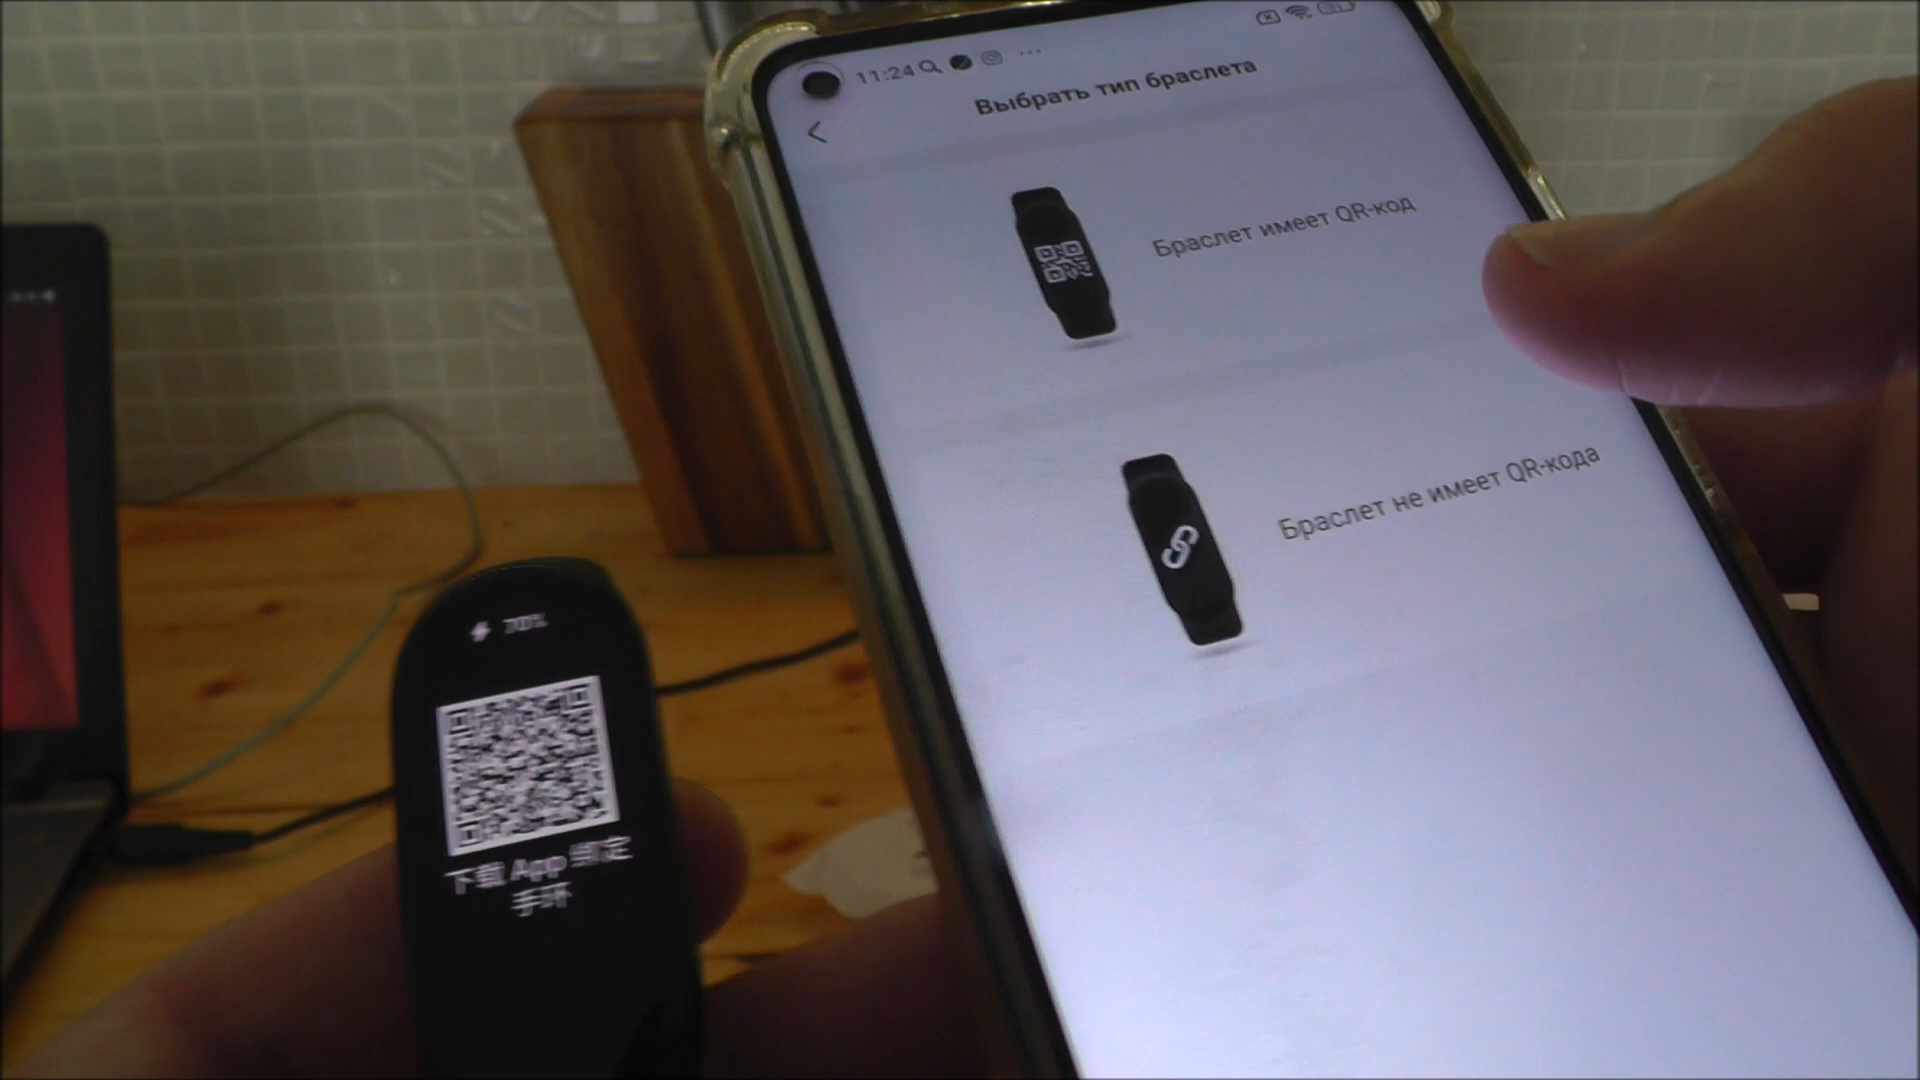 11:24
Выбрать тип браслета
Браслет имеет QR-код
Браслет не имеет QR-кода
70%
下载 App 绑定
手环